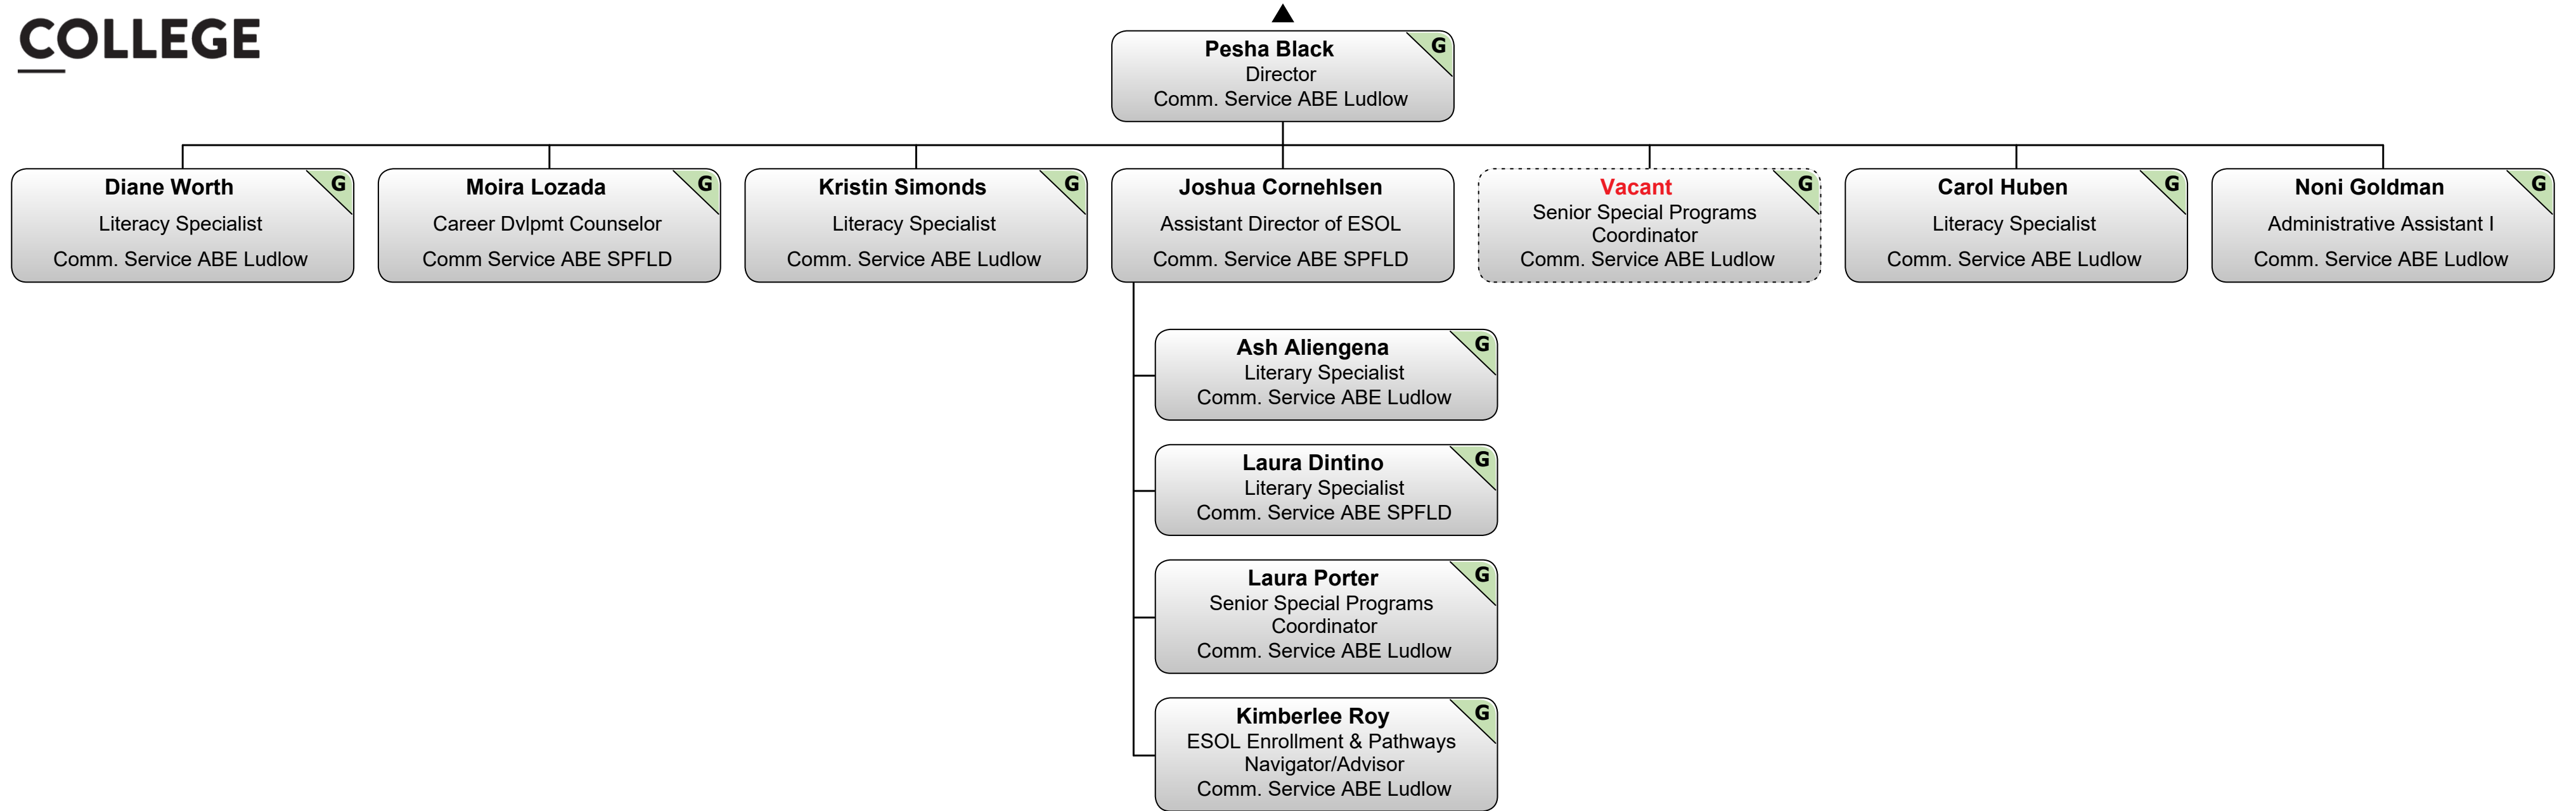 COLLEGE
Pesha Black
G
Director
Comm. Service ABE Ludlow
Diane Worth
G
Literacy Specialist
Comm. Service ABE Ludlow
Moira Lozada
G
Career Dvlpmt Counselor
Comm Service ABE SPFLD
Kristin Simonds
G
Literacy Specialist
Comm. Service ABE Ludlow
Joshua Cornehlsen
Assistant Director of ESOL
Comm. Service ABE SPFLD
Vacant
G
Senior Special Programs
Coordinator
Comm. Service ABE Ludlow
Carol Huben
G
Literacy Specialist
Comm. Service ABE Ludlow
Noni Goldman
G
Administrative Assistant I
Comm. Service ABE Ludlow
Ash Aliengena
G
Literary Specialist
Comm. Service ABE Ludlow
Laura Dintino
G
Literary Specialist
Comm. Service ABE SPFLD
Laura Porter
G
Senior Special Programs
Coordinator
Comm. Service ABE Ludlow
Kimberlee Roy
G
ESOL Enrollment & Pathways
Navigator/Advisor
Comm. Service ABE Ludlow